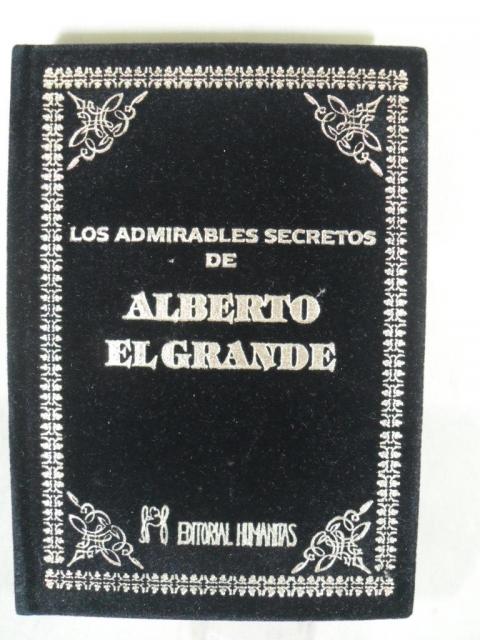 LOS ADMIRABLES SECRETOS
DE
ALBERTO
EL GRANDE
EDITORIAL HUMANITAS